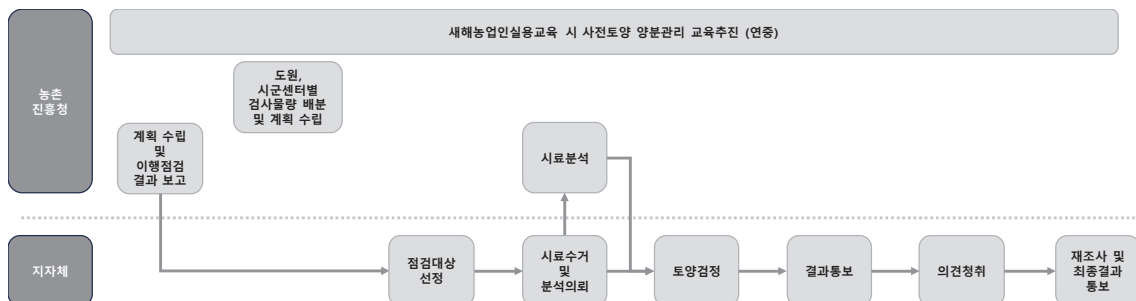 새해농업인실용교육 시 사전토양 양분관리 교육추진 (연중)
농촌
진흥청
도원,
시군센터별
검사물량 배분
및 계획 수립
계획 수립
및
이행점검
결과 보고
시료분석
지자체
점검대상
선정
시료수거
및
분석의뢰
토양검정
결과통보
의견청취
재조사 및
최종결과
통보